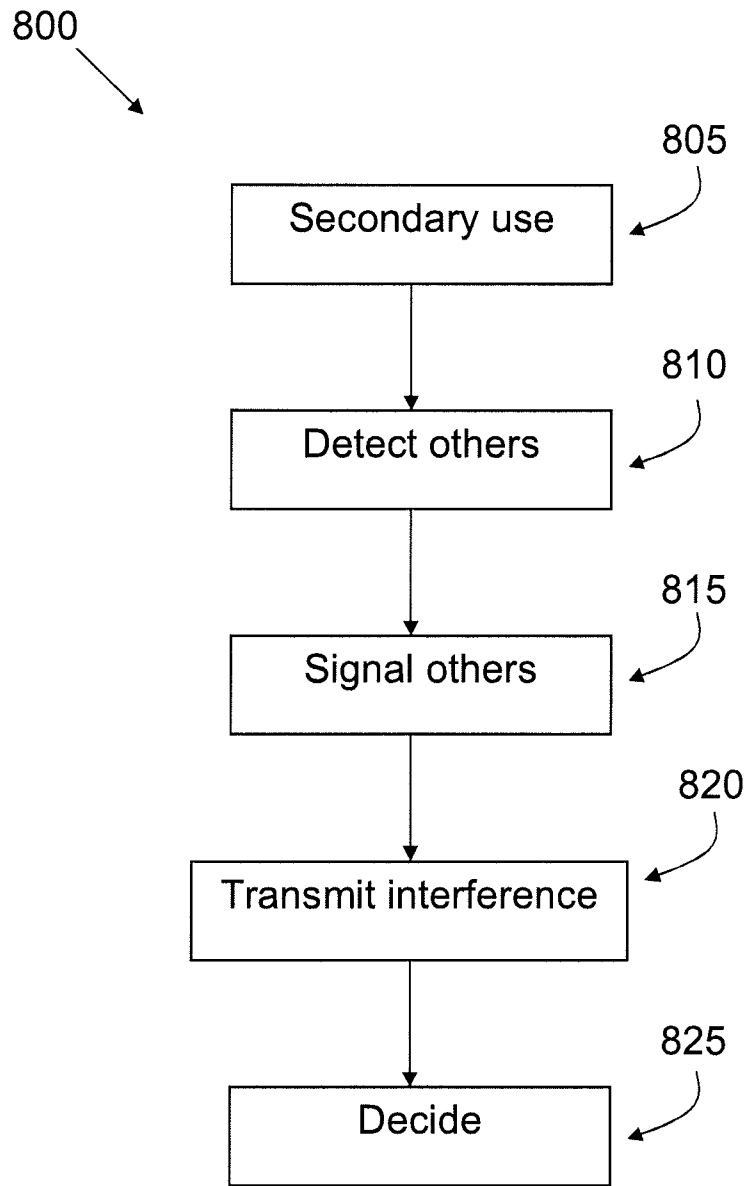 800
805
Secondary use
810
Detect others
815
Signal others
820
Transmit interference
825
Decide